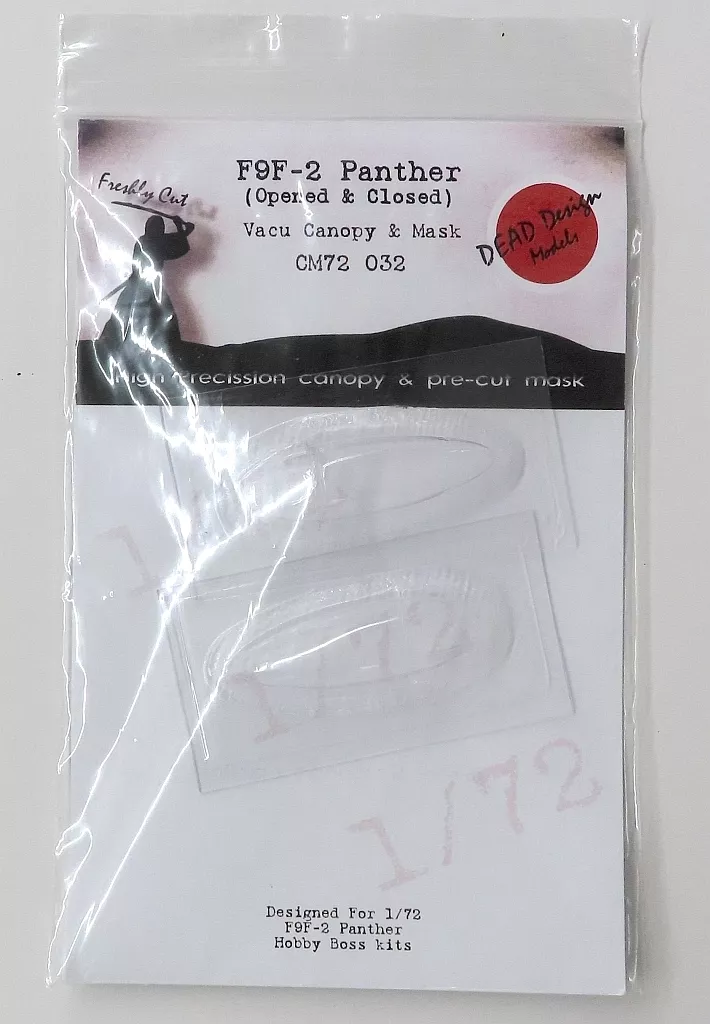 F9F-2 Panther
(Opened & Closed)
Vacu Canopy & Mask
CM72 032
Freshly Cut
DEAD Design
Models
High Precission canopy & pre-cut mask
1/72
1/72
Designed For 1/72
F9F-2 Panther
Hobby Boss kits